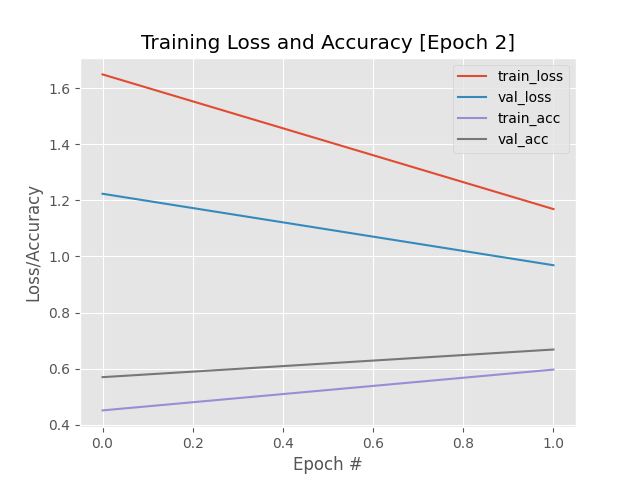 Training Loss and Accuracy [Epoch 2]
train_loss
val_loss
train_acc
val_acc
Loss/Accuracy
1.6
1.4
1.2
1.0
0.8
0.6
0.4
0.0 0.2 0.4 0.6 0.8 1.0
Epoch #